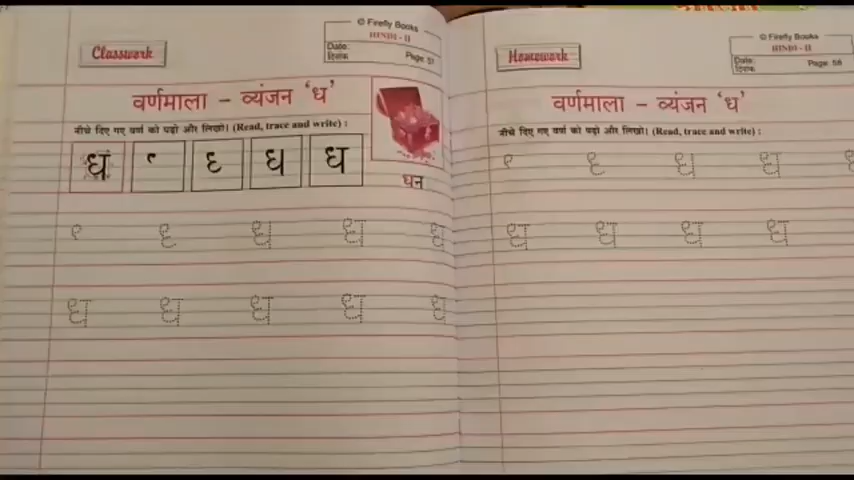 Classwork
© Firefly Books
HINDI - II
Date:
दिनांक
Page: 57
वर्णमाला – व्यंजन 'ध'
नीचे दिए गए वर्ण को पढ़ो और लिखो। (Read, trace and write) :
ध ध ध
धन
ध ध ध
ध ध ध ध ध
Homework
© Firefly Books
HINDI - II
Date:
दिनांक
Page: 58
वर्णमाला – व्यंजन 'ध'
नीचे दिए गए वर्ण को पढ़ो और लिखो। (Read, trace and write) :
ध ध
ध ध ध ध